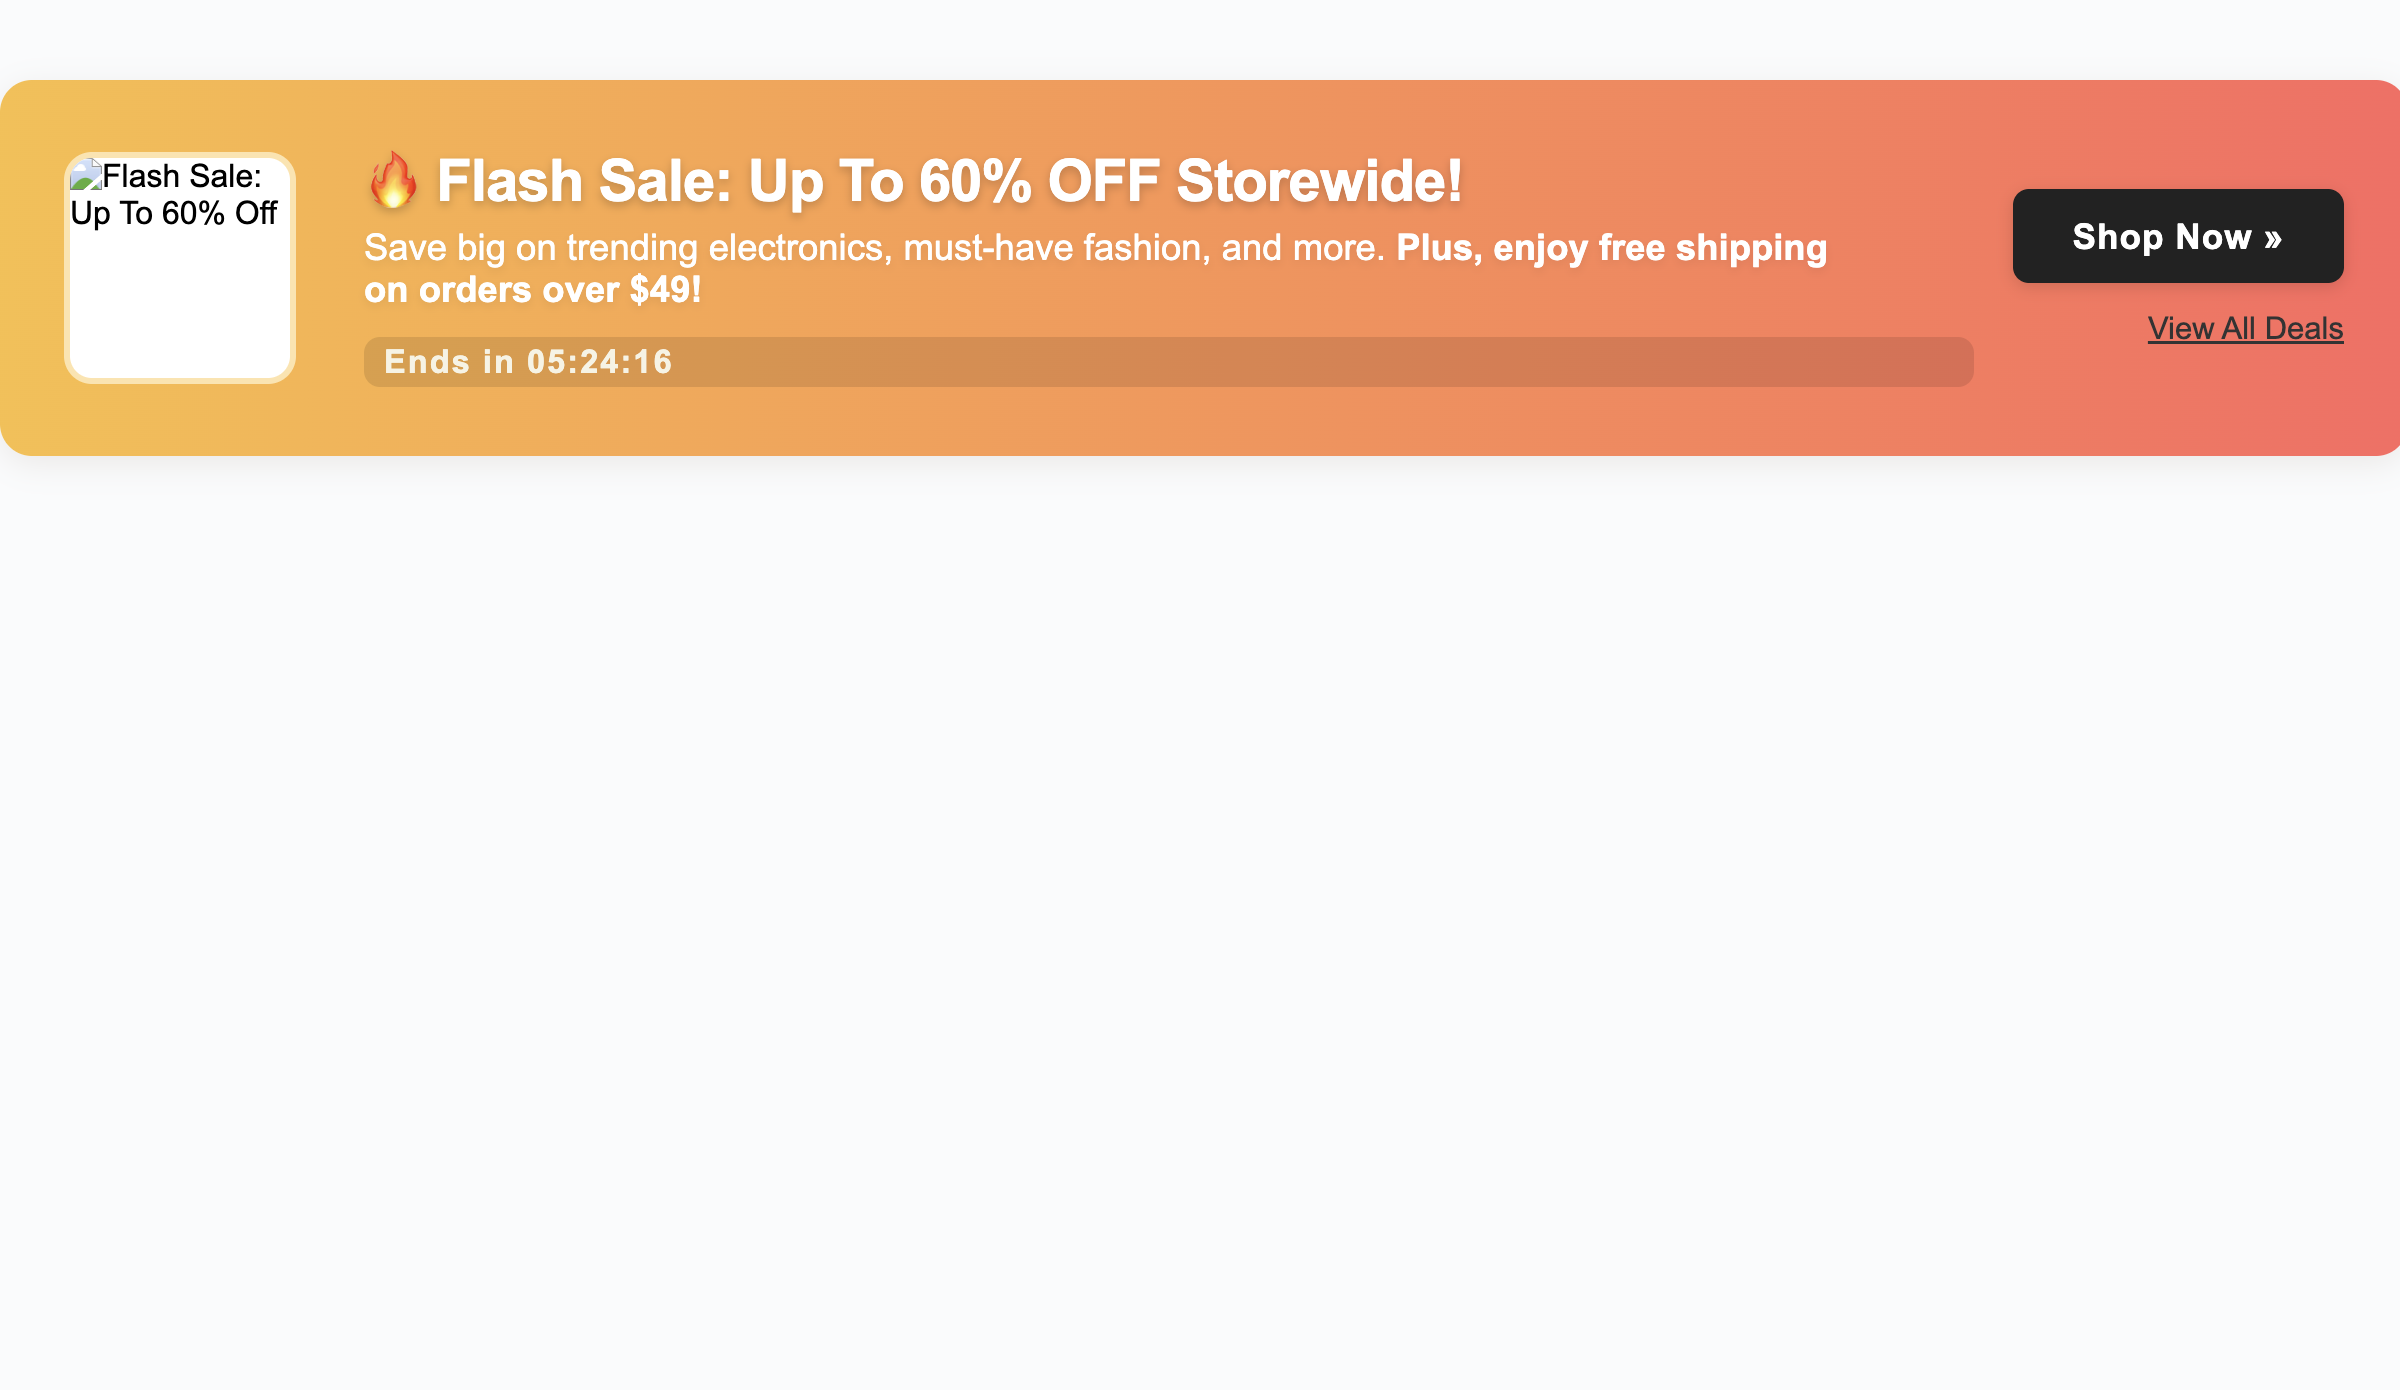 Flash Sale:
Up To 60% Off
🔥 Flash Sale: Up To 60% OFF Storewide!
Save big on trending electronics, must-have fashion, and more. Plus, enjoy free shipping
on orders over $49!
Ends in 05:24:16
Shop Now »
View All Deals